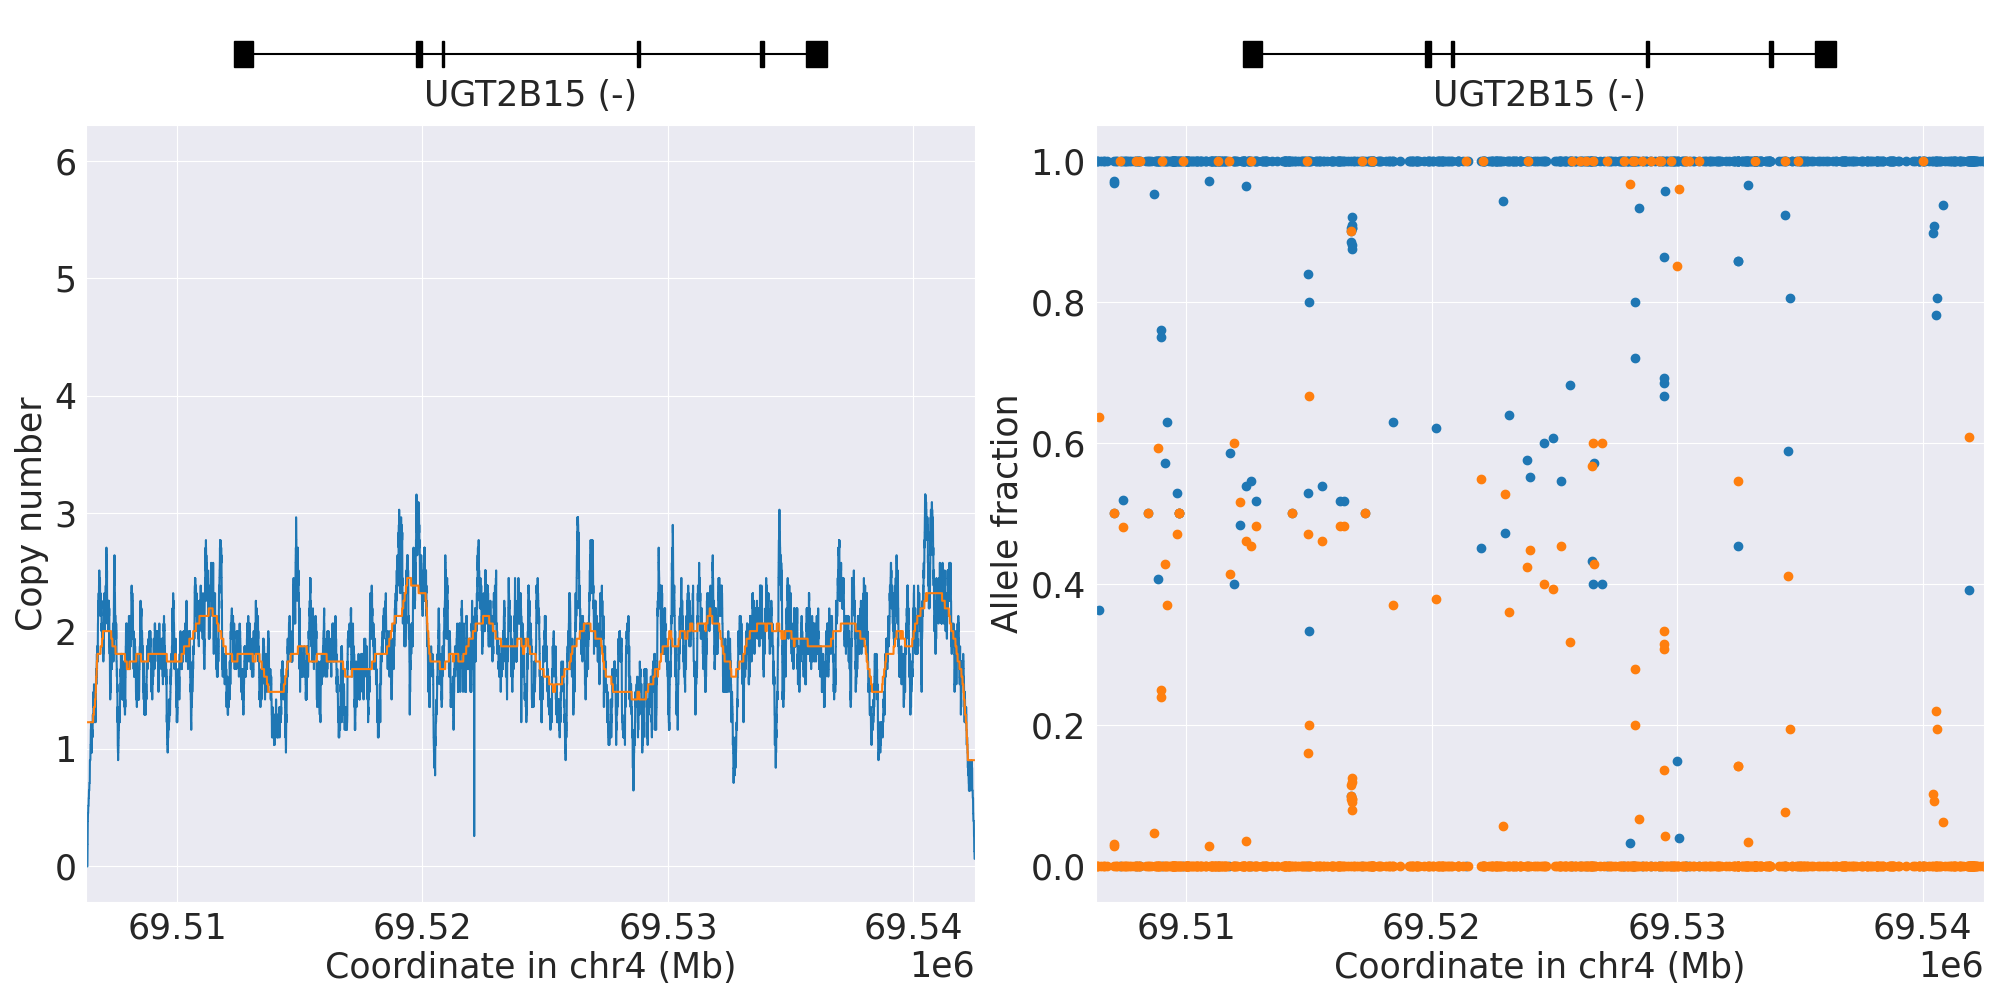 UGT2B15 (-)
6
5
4
3
2
1
0
Copy number
69.51 69.52 69.53 69.54
Coordinate in chr4 (Mb)
1e6
UGT2B15 (-)
1.0
0.8
0.6
0.4
0.2
0.0
Allele fraction
69.51 69.52 69.53 69.54
Coordinate in chr4 (Mb)
1e6